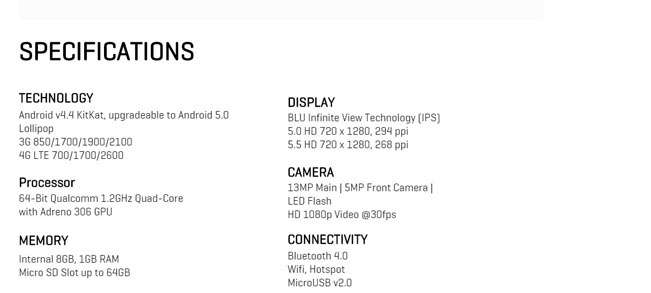 SPECIFICATIONS
TECHNOLOGY
Android v4.4 KitKat, upgradeable to Android 5.0
Lollipop
3G 850/1700/1900/2100
4G LTE 700/1700/2600
Processor
64-Bit Qualcomm 1.2GHz Quad-Core
with Adreno 306 GPU
MEMORY
Internal 8GB, 1GB RAM
Micro SD Slot up to 64GB
DISPLAY
BLU Infinite View Technology (IPS)
5.0 HD 720 x 1280, 294 ppi
5.5 HD 720 x 1280, 268 ppi
CAMERA
13MP Main | 5MP Front Camera |
LED Flash
HD 1080p Video @30fps
CONNECTIVITY
Bluetooth 4.0
Wifi, Hotspot
MicroUSB v2.0